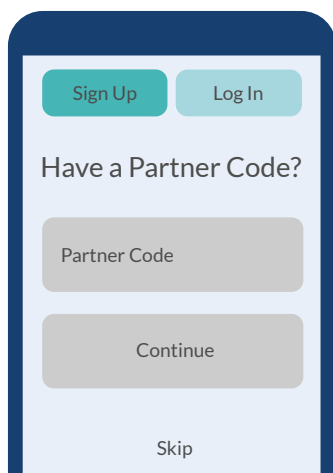 Sign Up Log In
Have a Partner Code?
Partner Code
Continue
Skip